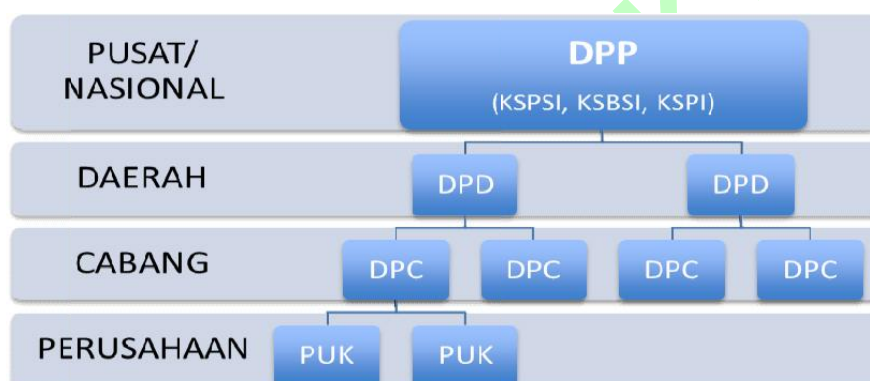 PUSAT/
NASIONAL
DPP
(KSPSI, KSBSI, KSPI)
DAERAH
DPD
DPD
CABANG
DPC
DPC
DPC
DPC
PERUSAHAAN
PUK
PUK